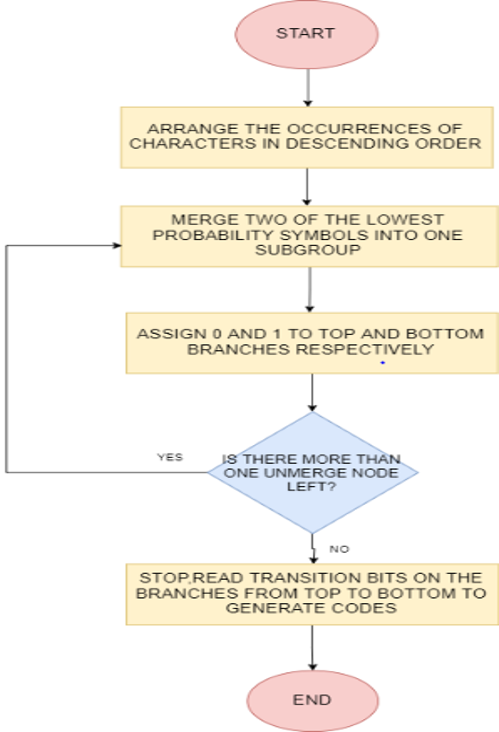 START
ARRANGE THE OCCURRENCES OF
CHARACTERS IN DESCENDING ORDER
MERGE TWO OF THE LOWEST
PROBABILITY SYMBOLS INTO ONE
SUBGROUP
ASSIGN 0 AND 1 TO TOP AND BOTTOM
BRANCHES RESPECTIVELY
YES
IS THERE MORE THAN
ONE UNMERGE NODE
LEFT?
NO
STOP,READ TRANSITION BITS ON THE
BRANCHES FROM TOP TO BOTTOM TO
GENERATE CODES
END